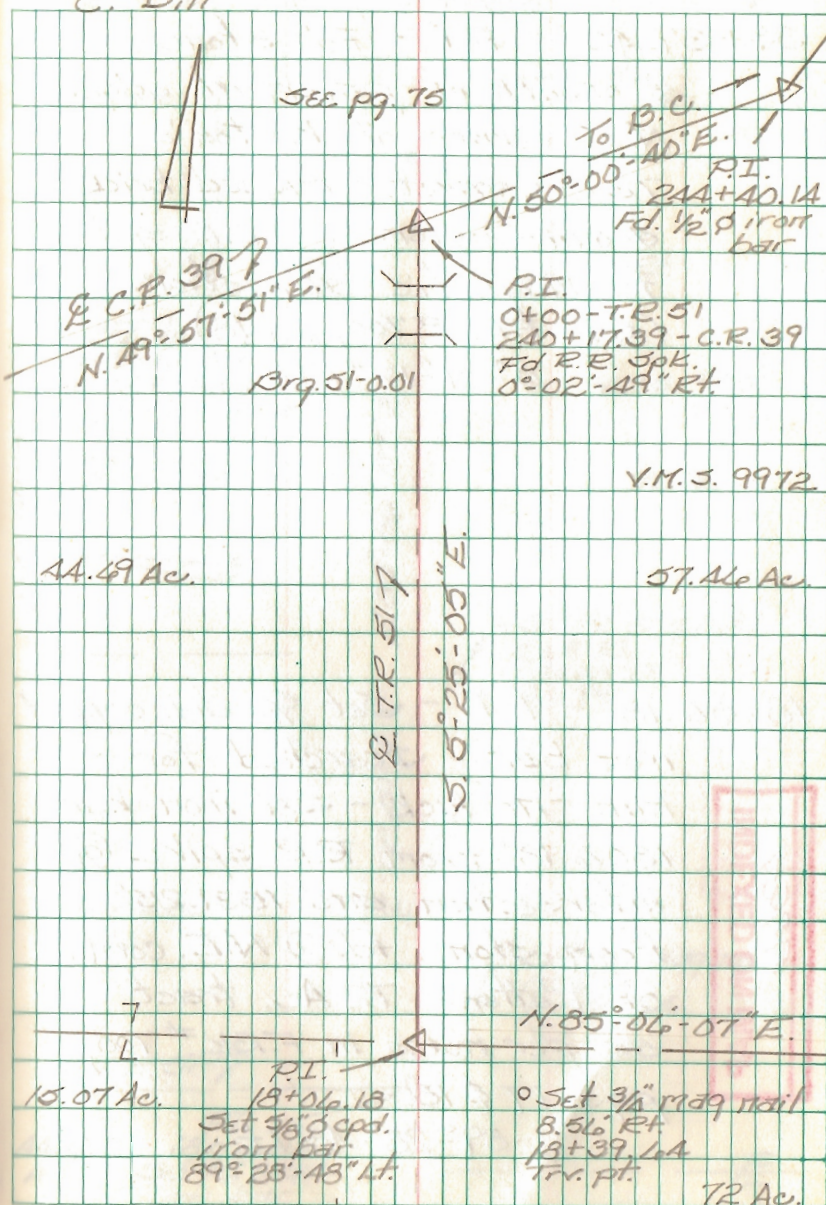 C. Dill
SEE pg. 75
To B.C.
N. 50°-00'-40"E.
P.I.
244+40.14
Fd. 1/2" ⌀ iron
bar
℄ C.R. 39
N. 49°-57'-51"E.
P.I.
0+00-T.R. 51
240+17.39-C.R. 39
Fd R.R. Spk.
0°-02'-49" Rt.
Brg. 51-0.01
V.M.S. 9972
44.69 Ac.
57.46 Ac.
℄ T.R. 51
S. 5°-25'-05"E.
N. 85°-06'-07"E.
P.I.
18+06.18
Set 5/8" ⌀ cpd.
iron bar
89°-28'-48" Lt.
15.07 Ac.
Set 3/4" mag nail
8.56' Rt
18+39.64
Trv. pt.
72 Ac.